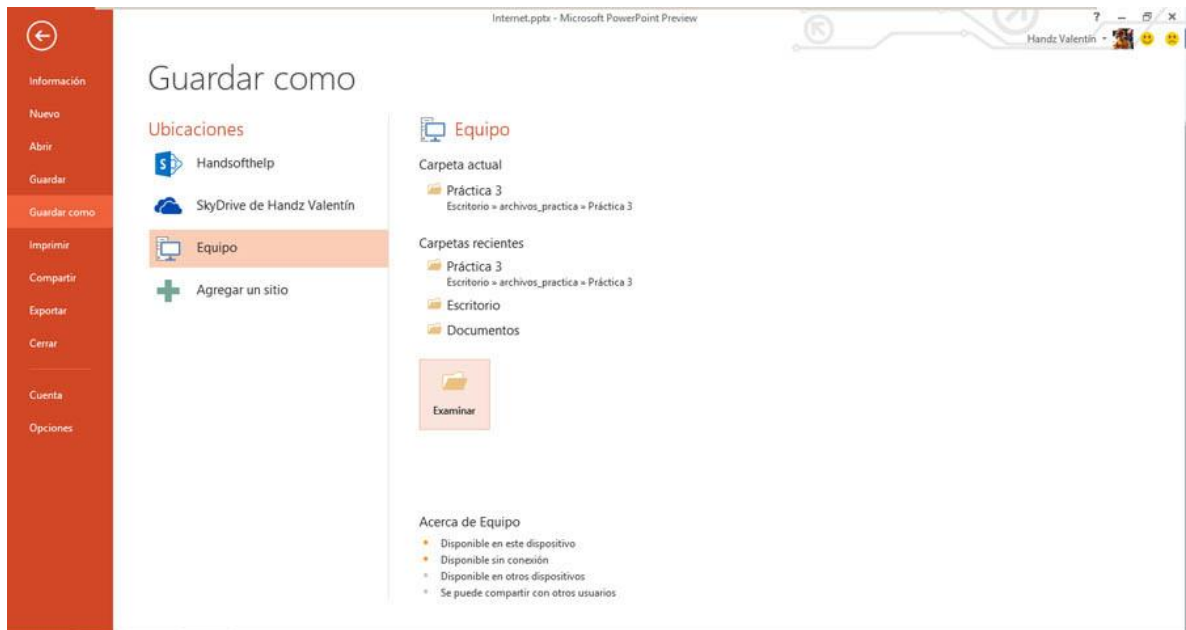 Internet.pptx - Microsoft PowerPoint Preview
?
Handz Valentín
Información
Nuevo
Abrir
Guardar
Guardar como
Imprimir
Compartir
Exportar
Cerrar
Cuenta
Opciones
Guardar como
Ubicaciones
Handsofthelp
SkyDrive de Handz Valentín
Equipo
Agregar un sitio
Equipo
Carpeta actual
Práctica 3
Escritorio » archivos_practica » Práctica 3
Carpetas recientes
Práctica 3
Escritorio » archivos_practica » Práctica 3
Escritorio
Documentos
Examinar
Acerca de Equipo
Disponible en este dispositivo
Disponible sin conexión
Disponible en otros dispositivos
Se puede compartir con otros usuarios